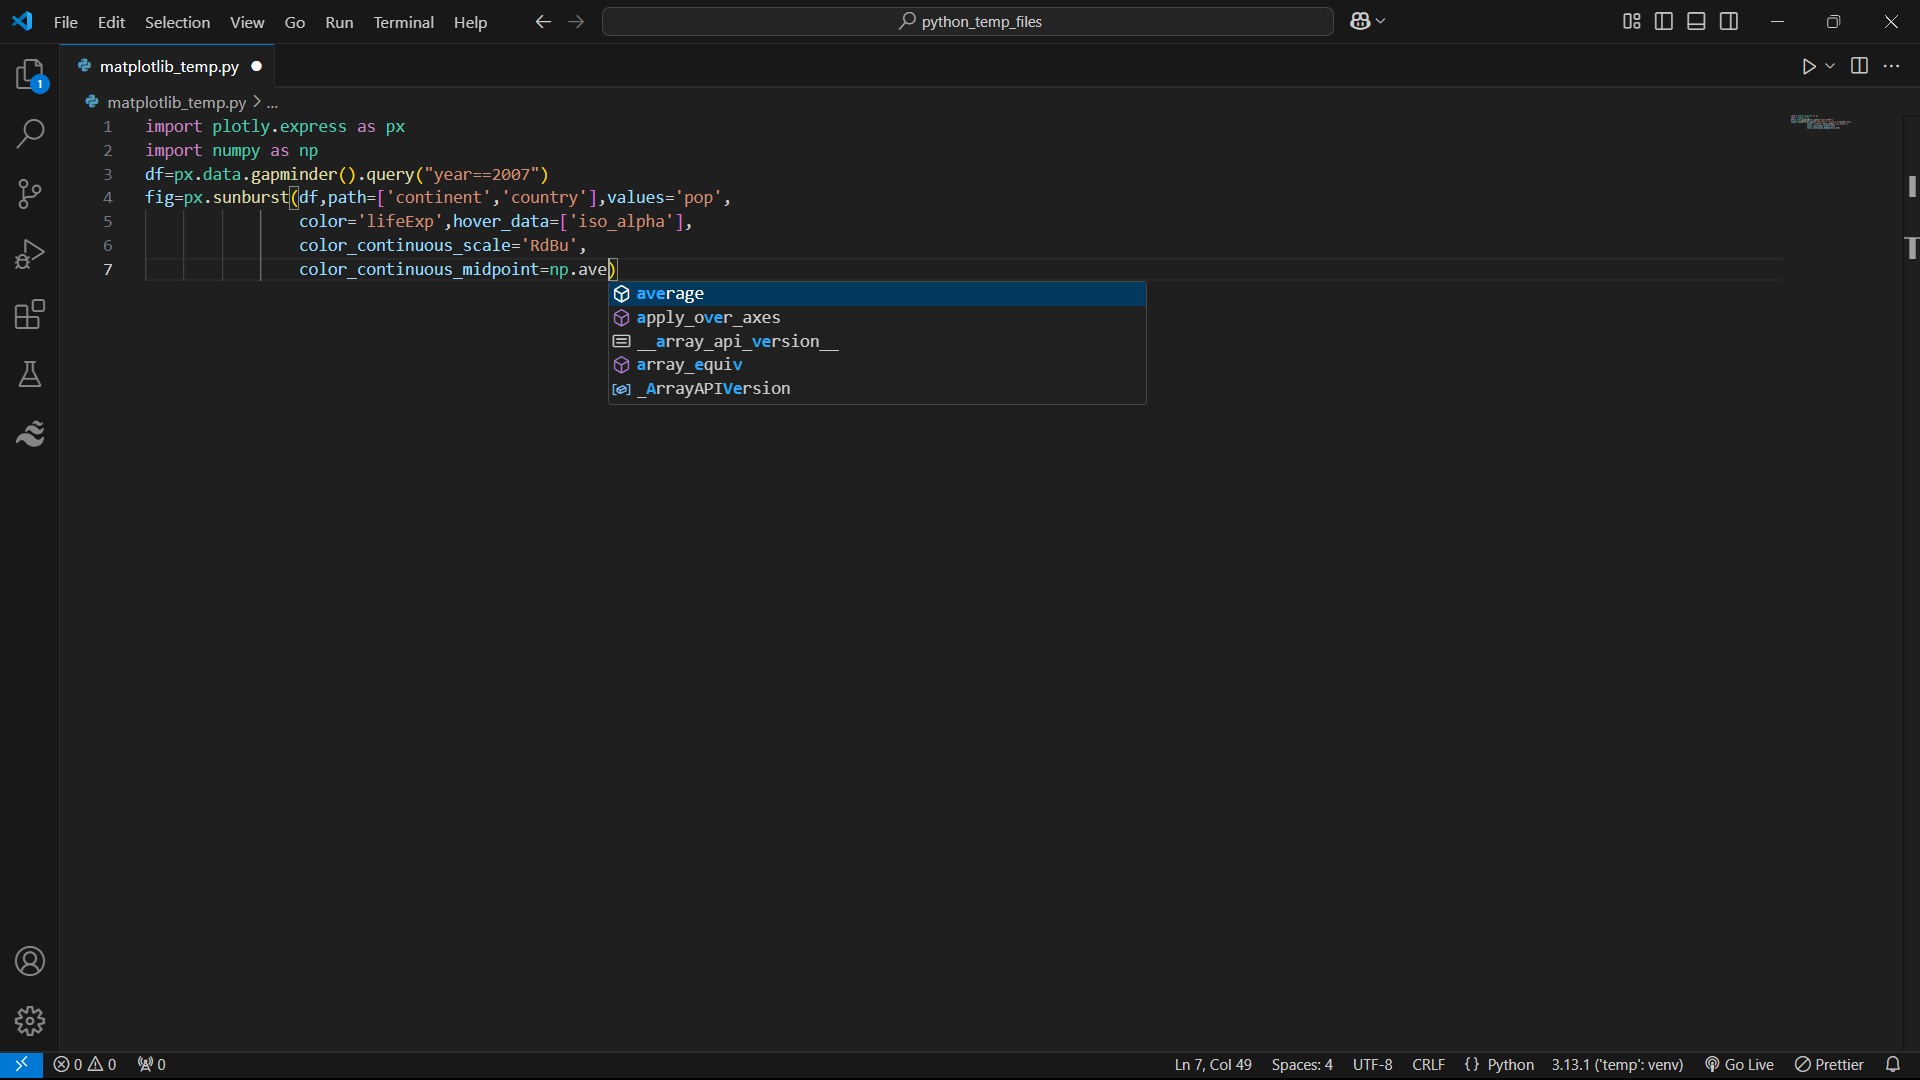 File Edit Selection View Go Run Terminal Help
python_temp_files
matplotlib_temp.py
1
matplotlib_temp.py > ...
1 import plotly.express as px
2 import numpy as np
3 df=px.data.gapminder().query("year==2007")
4 fig=px.sunburst(df,path=['continent','country'],values='pop',
5 color='lifeExp',hover_data=['iso_alpha'],
6 color_continuous_scale='RdBu',
7 color_continuous_midpoint=np.ave)
average
apply_over_axes
__array_api_version__
array_equiv
_ArrayAPIVersion
0 0 0 Ln 7, Col 49 Spaces: 4 UTF-8 CRLF {} Python 3.13.1 ('temp': venv) Go Live Prettier